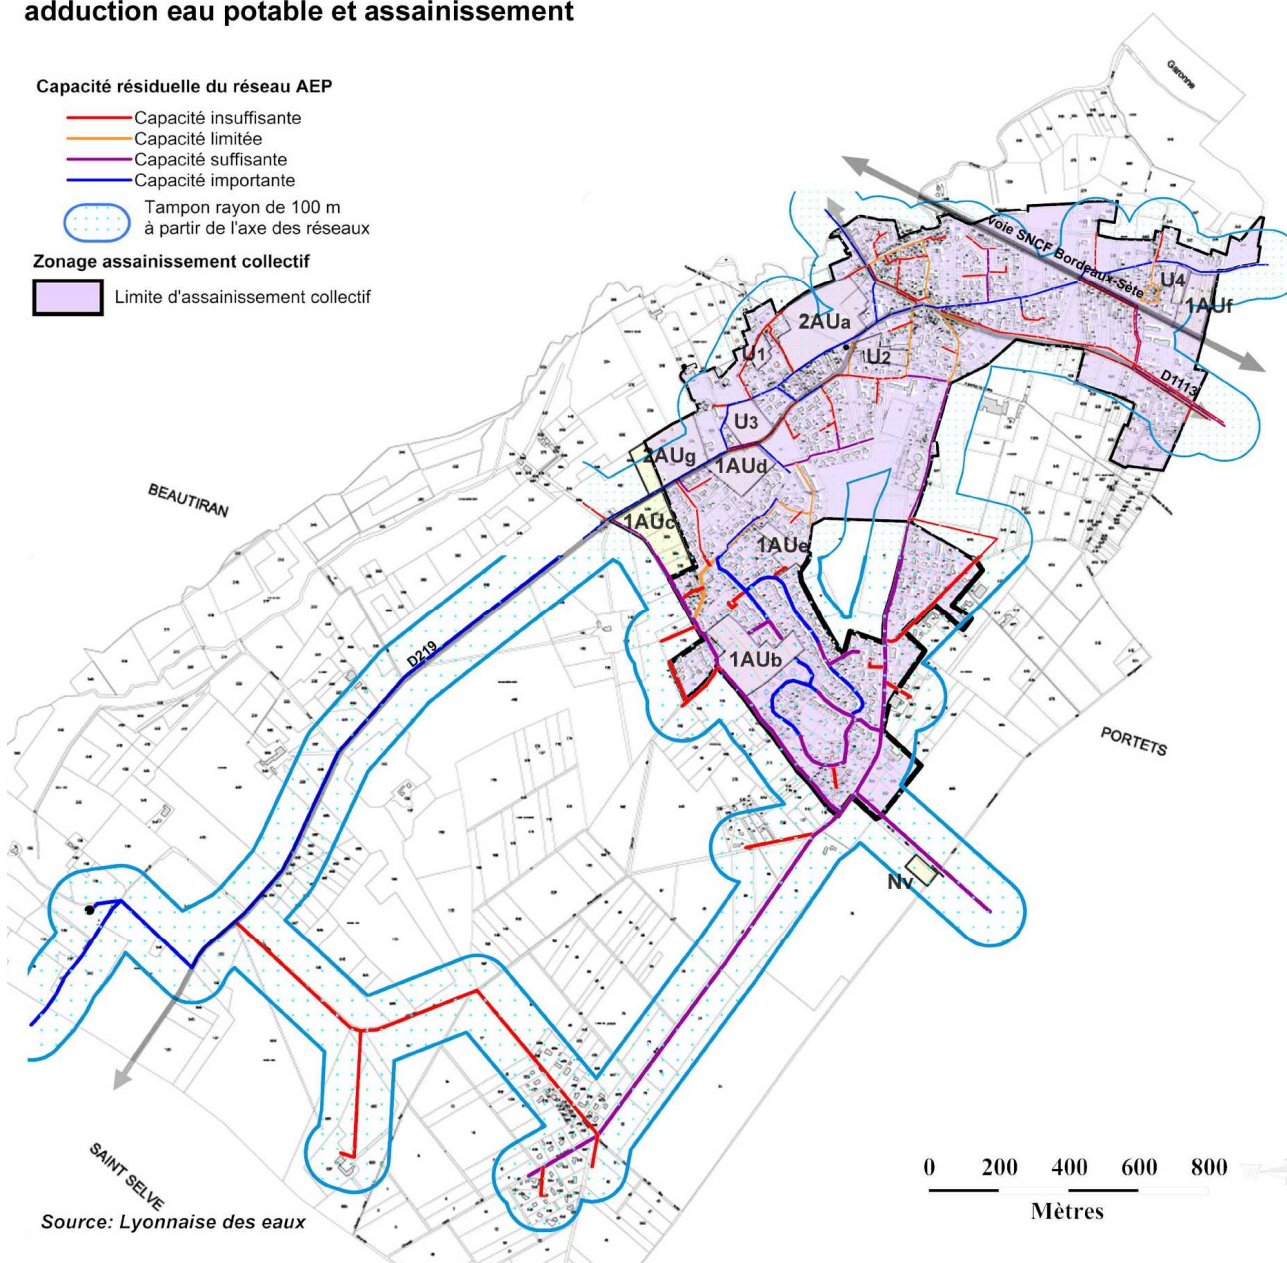 adduction eau potable et assainissement
Capacité résiduelle du réseau AEP
Capacité insuffisante
Capacité limitée
Capacité suffisante
Capacité importante
Tampon rayon de 100 m
à partir de l'axe des réseaux
Zonage assainissement collectif
Limite d'assainissement collectif
Garonne
voie SNCF Bordeaux-Sète
U4
1AUf
2AUa
U1
U2
D1113
U3
2AUg
1AUd
BEAUTIRAN
1AUc
1AUe
D219
1AUb
PORTETS
Nv
SAINT SELVE
0 200 400 600 800
Mètres
Source: Lyonnaise des eaux